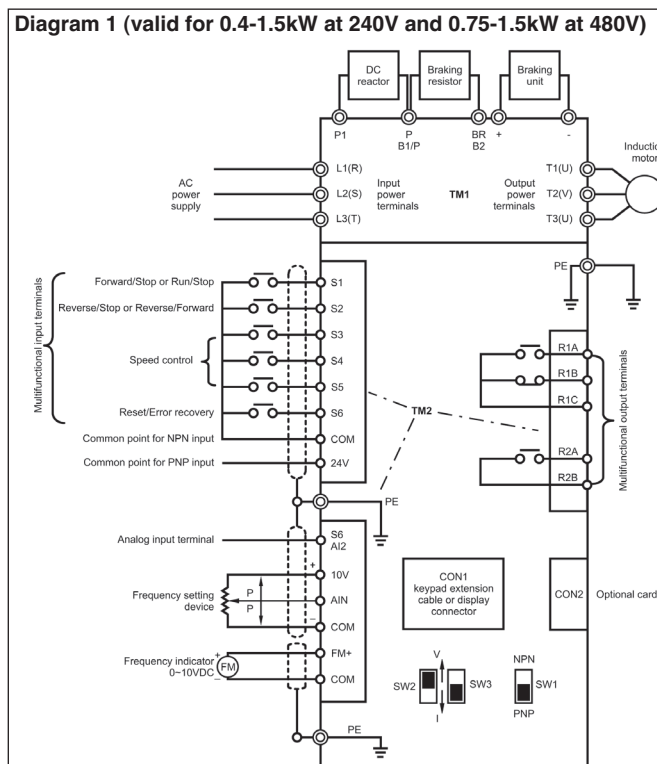 Diagram 1 (valid for 0.4-1.5kW at 240V and 0.75-1.5kW at 480V)
DC
reactor
Braking
resistor
Braking
unit
P1
P
B1/P
BR
B2
+
-
AC
power
supply
L1(R)
L2(S)
L3(T)
Input
power
terminals
TM1
Output
power
terminals
T1(U)
T2(V)
T3(U)
Inductio
motor
PE
Multifunctional input terminals
Forward/Stop or Run/Stop
S1
Reverse/Stop or Reverse/Forward
S2
S3
Speed control
S4
S5
Reset/Error recovery
S6
Common point for NPN input
COM
Common point for PNP input
24V
TM2
R1A
R1B
R1C
R2A
R2B
Multifunctional output terminals
PE
Analog input terminal
S6
AI2
Frequency setting
device
P
P
+
10V
AIN
–
COM
Frequency indicator
0~10VDC
+
FM
–
FM+
COM
PE
CON1
keypad extension
cable or display
connector
CON2
Optional card
V
SW2
SW3
I
NPN
SW1
PNP